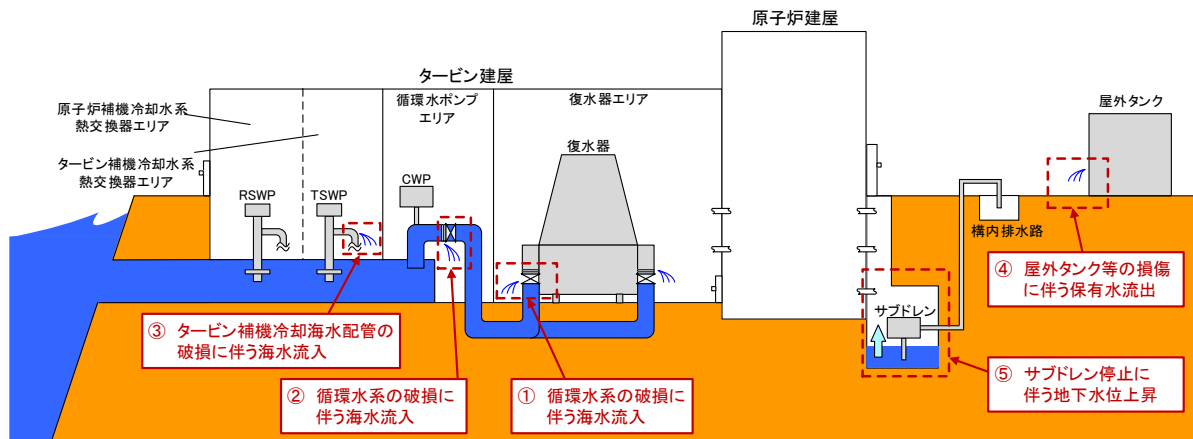 原子炉建屋
タービン建屋
原子炉補機冷却水系
熱交換器エリア
循環水ポンプ
エリア
復水器エリア
屋外タンク
タービン補機冷却水系
熱交換器エリア
復水器
RSWP
TSWP
CWP
構内排水路
④ 屋外タンク等の損傷
に伴う保有水流出
サブドレン
③ タービン補機冷却海水配管の
破損に伴う海水流入
② 循環水系の破損に
伴う海水流入
① 循環水系の破損に
伴う海水流入
⑤ サブドレン停止に
伴う地下水位上昇